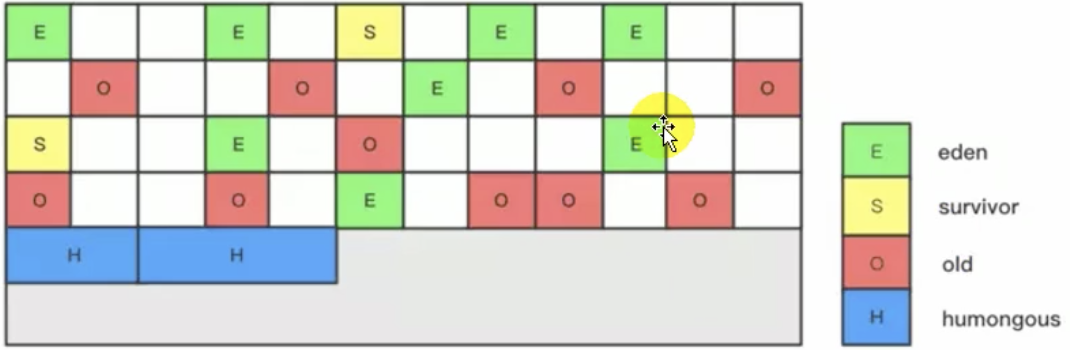 E E S E E
O O E O O
S E O E
O O E O O O
H H
E eden
S survivor
O old
H humongous